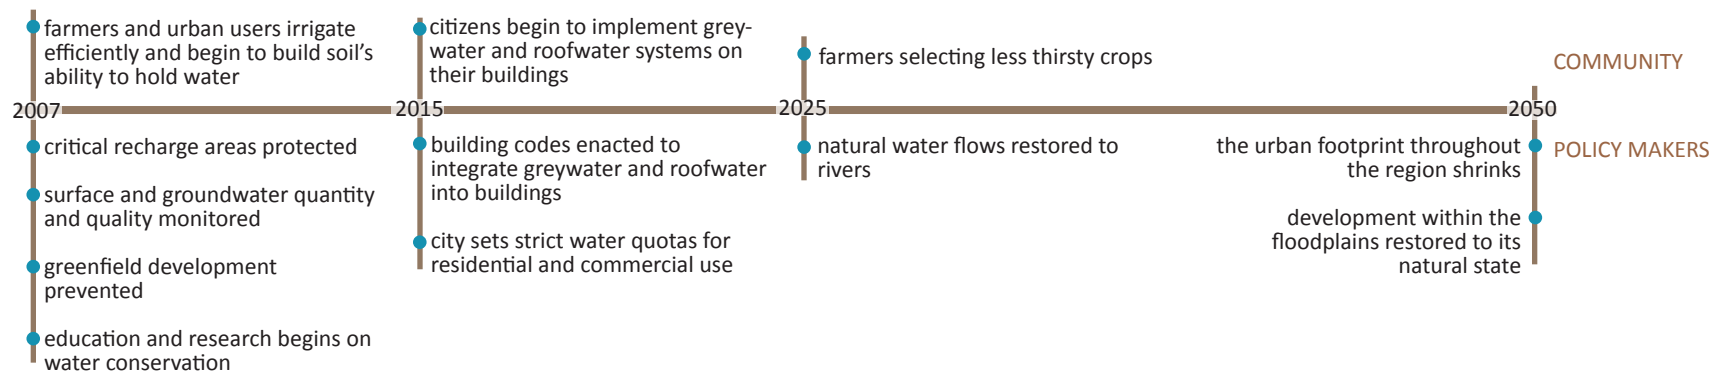 farmers and urban users irrigate
efficiently and begin to build soil's
ability to hold water
citizens begin to implement grey-
water and roofwater systems on
their buildings
farmers selecting less thirsty crops
COMMUNITY
2007
2015
2025
2050
critical recharge areas protected
surface and groundwater quantity
and quality monitored
greenfield development
prevented
education and research begins on
water conservation
building codes enacted to
integrate greywater and roofwater
into buildings
city sets strict water quotas for
residential and commercial use
natural water flows restored to
rivers
the urban footprint throughout
the region shrinks
development within the
floodplains restored to its
natural state
POLICY MAKERS